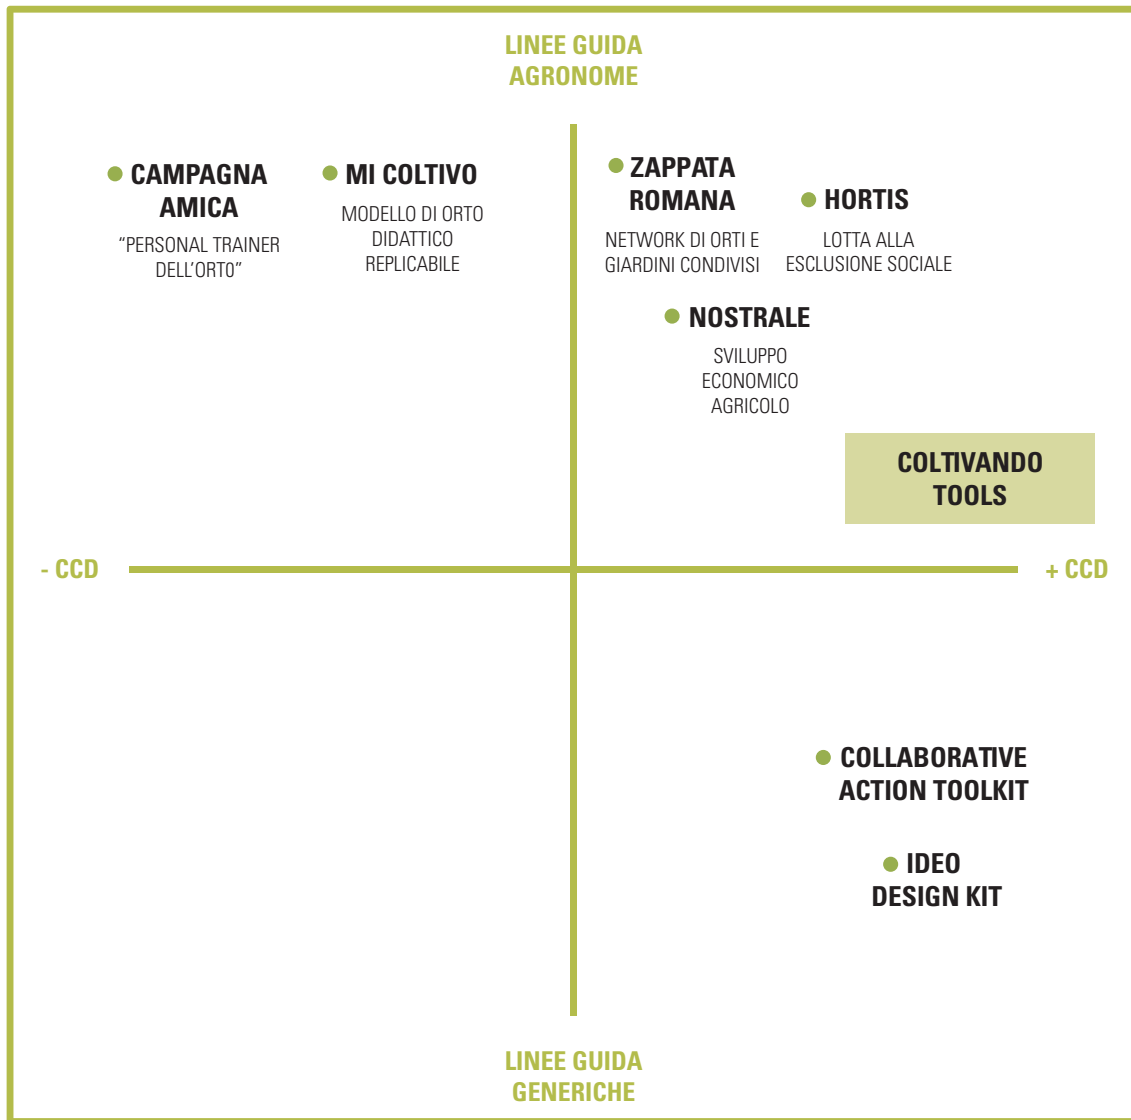 LINEE GUIDA
AGRONOME
CAMPAGNA
AMICA
“PERSONAL TRAINER
DELL’ORT0”
MI COLTIVO
MODELLO DI ORTO
DIDATTICO
REPLICABILE
ZAPPATA
ROMANA
NETWORK DI ORTI E
GIARDINI CONDIVISI
HORTIS
LOTTA ALLA
ESCLUSIONE SOCIALE
NOSTRALE
SVILUPPO
ECONOMICO
AGRICOLO
COLTIVANDO
TOOLS
- CCD
+ CCD
COLLABORATIVE
ACTION TOOLKIT
IDEO
DESIGN KIT
LINEE GUIDA
GENERICHE